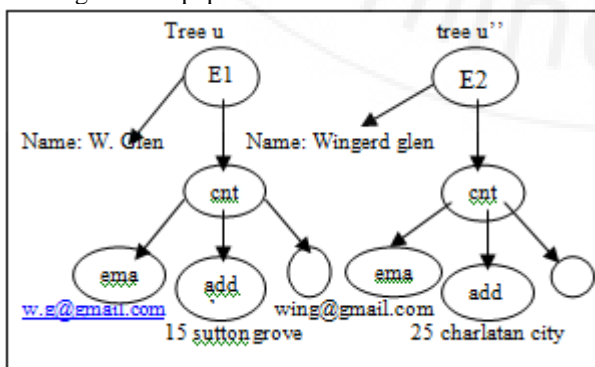 Tree u tree u’’
E1 E2
Name: W. Glen Name: Wingerd glen
cnt cnt
ema add ema add
w.g@gmail.com wing@gmail.com
15 sutton grove 25 charlatan city